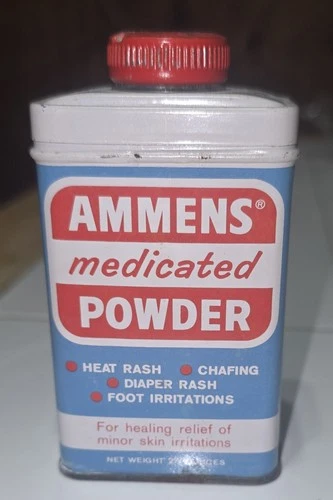 AMMENS®
medicated
POWDER
HEAT RASH CHAFING
DIAPER RASH
FOOT IRRITATIONS
For healing relief of
minor skin irritations
NET WEIGHT